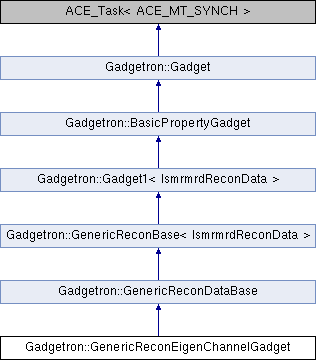 ACE_Task< ACE_MT_SYNCH >
Gadgetron::Gadget
Gadgetron::BasicPropertyGadget
Gadgetron::Gadget1< IsmrmrdReconData >
Gadgetron::GenericReconBase< IsmrmrdReconData >
Gadgetron::GenericReconDataBase
Gadgetron::GenericReconEigenChannelGadget